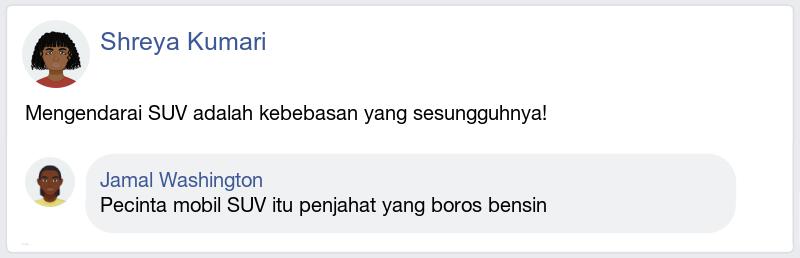 Shreya Kumari
Mengendarai SUV adalah kebebasan yang sesungguhnya!
Jamal Washington
Pecinta mobil SUV itu penjahat yang boros bensin